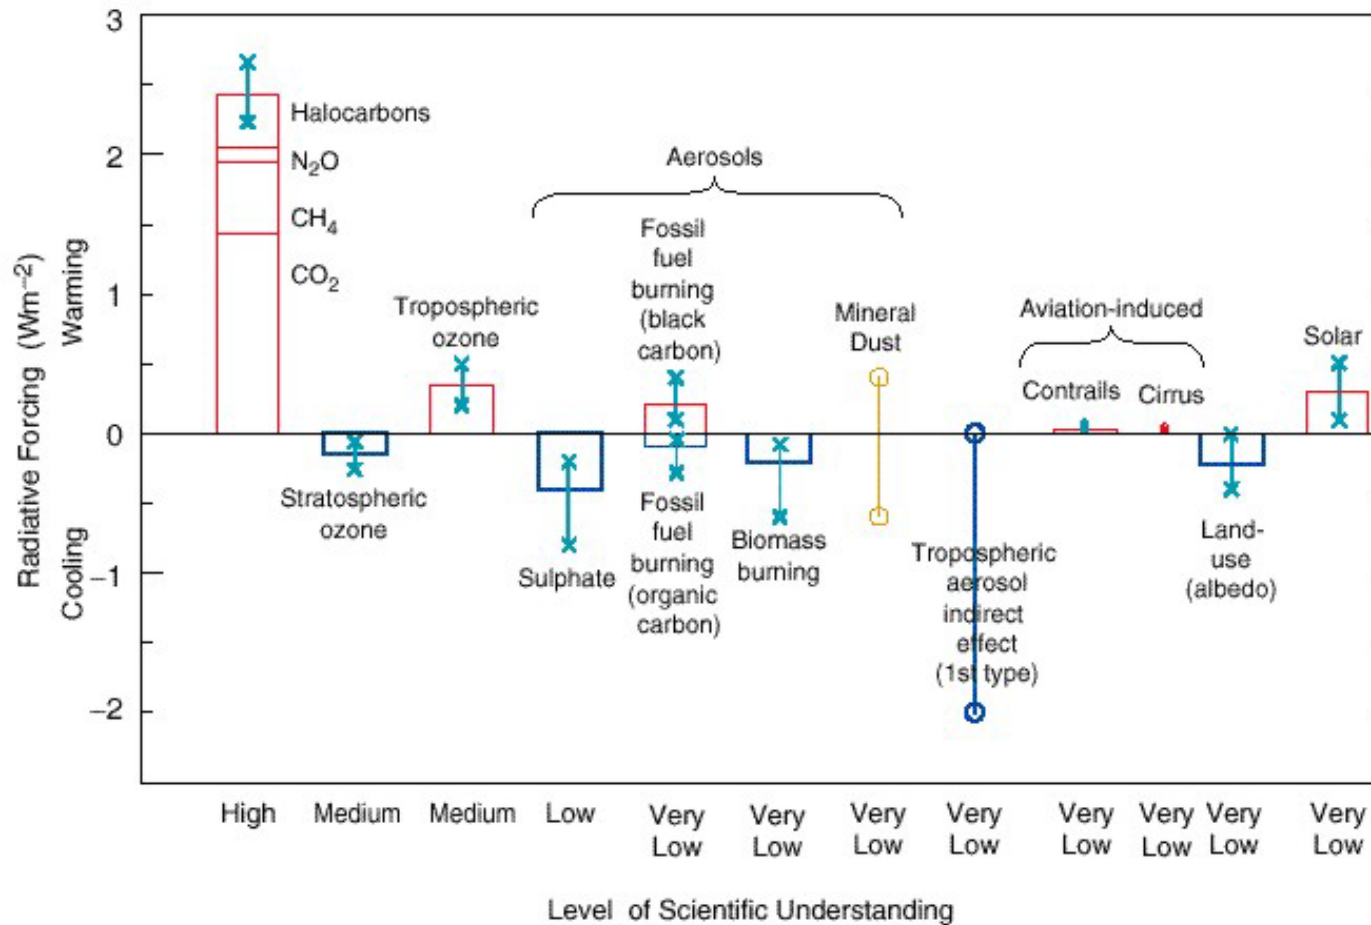 3
2
1
0
−1
−2
Radiative Forcing (Wm⁻²)
Warming
Cooling
Halocarbons
N₂O
CH₄
CO₂
Stratospheric
ozone
Tropospheric
ozone
Aerosols
Sulphate
Fossil
fuel
burning
(black
carbon)
Fossil
fuel
burning
(organic
carbon)
Biomass
burning
Mineral
Dust
Tropospheric
aerosol
indirect
effect
(1st type)
Aviation-induced
Contrails
Cirrus
Land-
use
(albedo)
Solar
High
Medium
Medium
Low
Very
Low
Very
Low
Very
Low
Very
Low
Very
Low
Very
Low
Very
Low
Very
Low
Level of Scientific Understanding